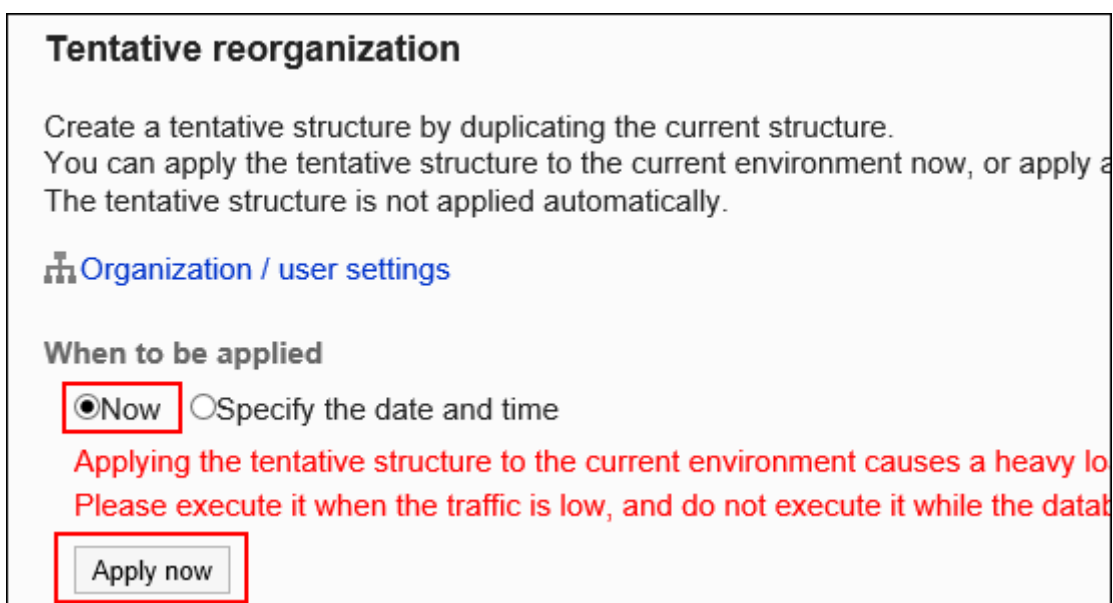 Tentative reorganization
Create a tentative structure by duplicating the current structure.
You can apply the tentative structure to the current environment now, or apply
The tentative structure is not applied automatically.
Organization / user settings
When to be applied
Now Specify the date and time
Applying the tentative structure to the current environment causes a heavy
Please execute it when the traffic is low, and do not execute it while the
Apply now